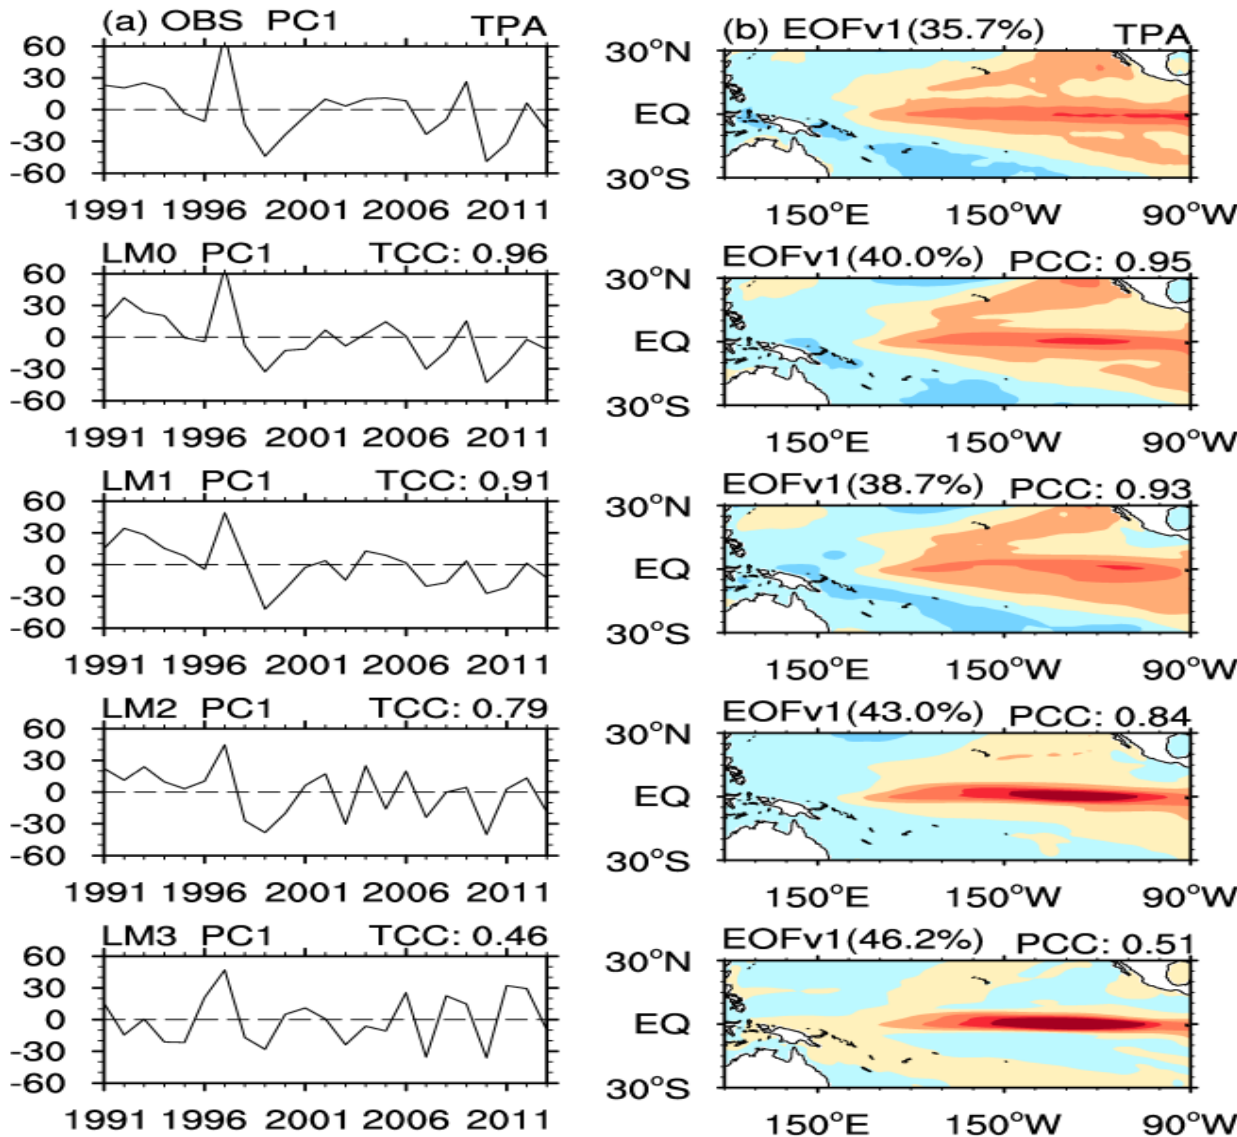 (a) OBS PC1 TPA
60
30
0
-30
-60
1991 1996 2001 2006 2011
(b) EOFv1(35.7%) TPA
30°N
EQ
30°S
150°E 150°W 90°W
LM0 PC1 TCC: 0.96
60
30
0
-30
-60
1991 1996 2001 2006 2011
EOFv1(40.0%) PCC: 0.95
30°N
EQ
30°S
150°E 150°W 90°W
LM1 PC1 TCC: 0.91
60
30
0
-30
-60
1991 1996 2001 2006 2011
EOFv1(38.7%) PCC: 0.93
30°N
EQ
30°S
150°E 150°W 90°W
LM2 PC1 TCC: 0.79
60
30
0
-30
-60
1991 1996 2001 2006 2011
EOFv1(43.0%) PCC: 0.84
30°N
EQ
30°S
150°E 150°W 90°W
LM3 PC1 TCC: 0.46
60
30
0
-30
-60
1991 1996 2001 2006 2011
EOFv1(46.2%) PCC: 0.51
30°N
EQ
30°S
150°E 150°W 90°W